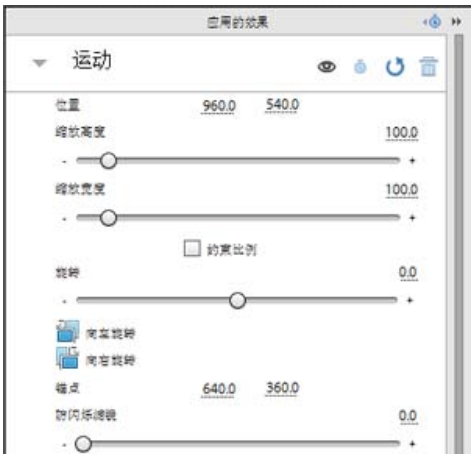 应用的效果
运动
位置 960.0 540.0
缩放高度 100.0
- +
缩放宽度 100.0
- +
约束比例
旋转 0.0
- +
向左旋转
向右旋转
锚点 640.0 360.0
防闪烁滤镜 0.0
- +